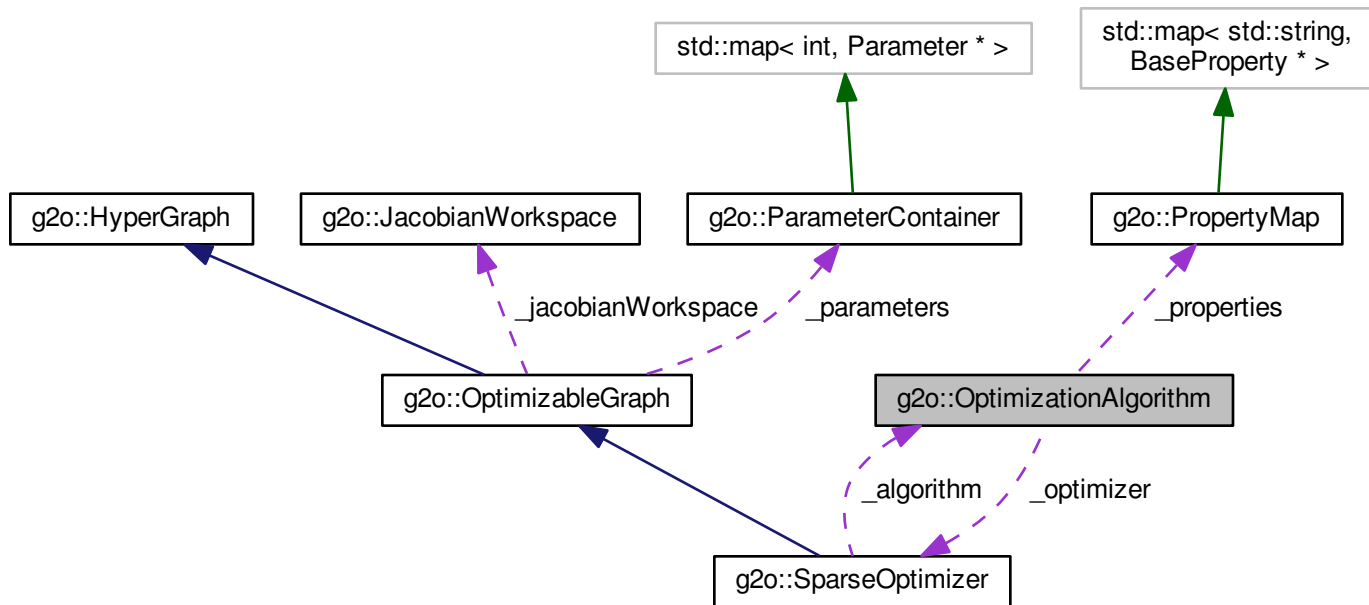 std::map< int, Parameter * >
std::map< std::string,
BaseProperty * >
g2o::HyperGraph
g2o::JacobianWorkspace
g2o::ParameterContainer
g2o::PropertyMap
_jacobianWorkspace
_parameters
_properties
g2o::OptimizableGraph
g2o::OptimizationAlgorithm
_algorithm
_optimizer
g2o::SparseOptimizer